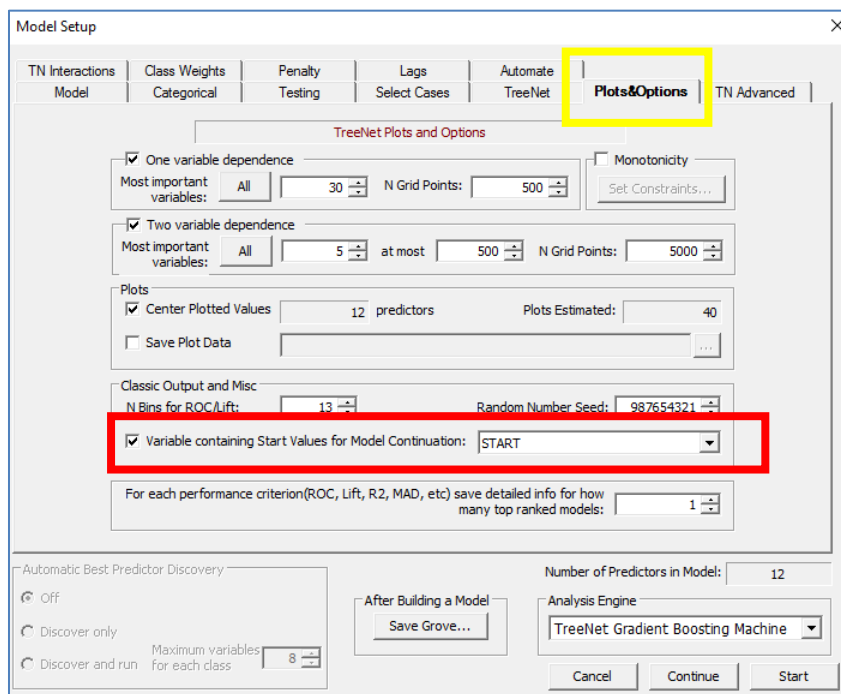 Model Setup
TN Interactions Class Weights Penalty Lags Automate
Model Categorical Testing Select Cases TreeNet Plots&Options TN Advanced
TreeNet Plots and Options
One variable dependence
Most important variables: All 30 N Grid Points: 500
Monotonicity
Set Constraints...
Two variable dependence
Most important variables: All 5 at most 500 N Grid Points: 5000
Plots
Center Plotted Values 12 predictors Plots Estimated: 40
Save Plot Data ...
Classic Output and Misc
N Bins for ROC/Lift: 13 Random Number Seed: 987654321
Variable containing Start Values for Model Continuation: START
For each performance criterion(ROC, Lift, R2, MAD, etc) save detailed info for how
many top ranked models: 1
Automatic Best Predictor Discovery
Off
Discover only
Discover and run Maximum variables for each class 8
After Building a Model
Save Grove...
Number of Predictors in Model: 12
Analysis Engine
TreeNet Gradient Boosting Machine
Cancel Continue Start